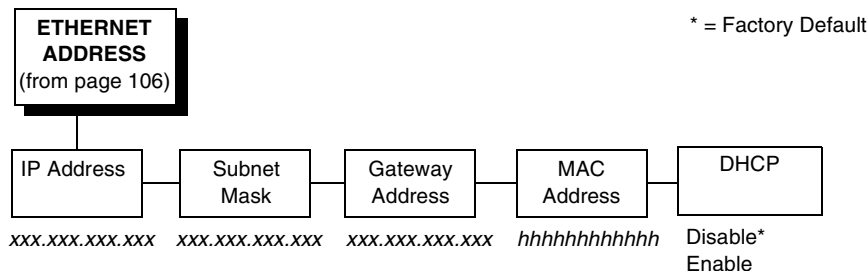 ETHERNET
ADDRESS
(from page 106)
* = Factory Default
IP Address
Subnet
Mask
Gateway
Address
MAC
Address
DHCP
xxx.xxx.xxx.xxx
xxx.xxx.xxx.xxx
xxx.xxx.xxx.xxx
hhhhhhhhhhhh
Disable*
Enable